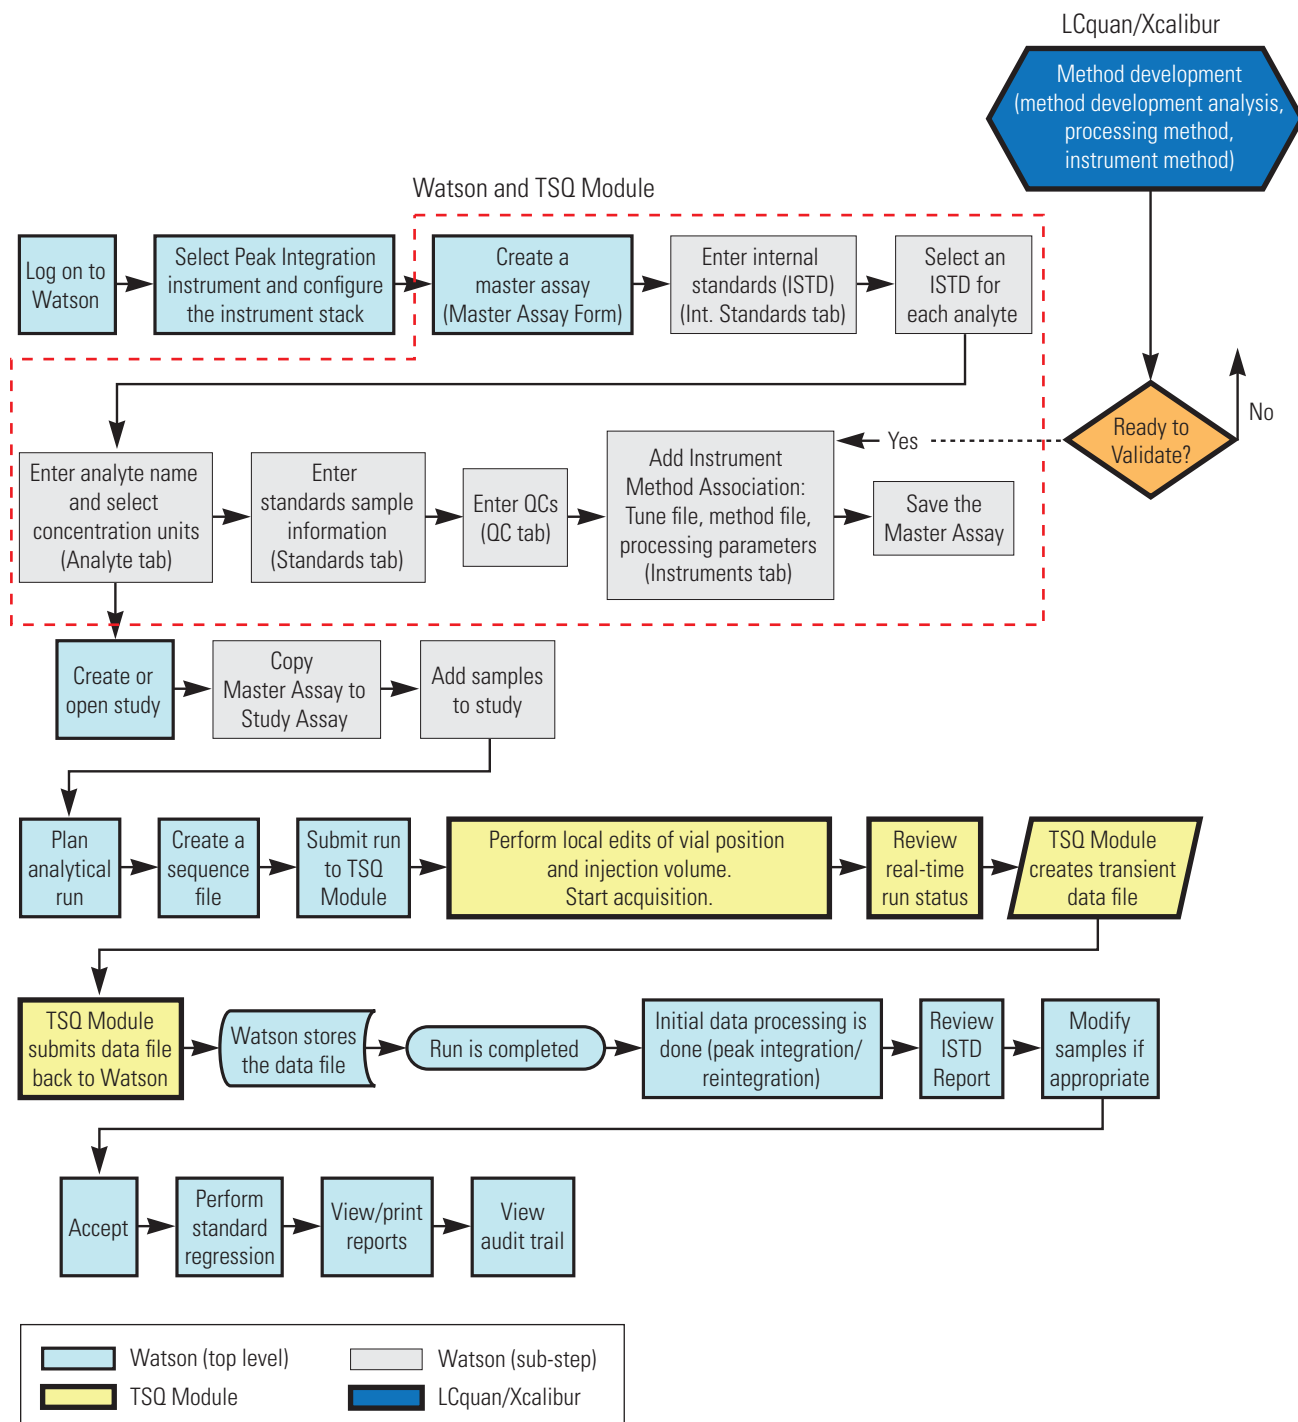 LCquan/Xcalibur
Method development
(method development analysis,
processing method,
instrument method)
Watson and TSQ Module
Log on to
Watson
Select Peak Integration
instrument and configure
the instrument stack
Create a
master assay
(Master Assay Form)
Enter internal
standards (ISTD)
(Int. Standards tab)
Select an
ISTD for
each analyte
Ready to
Validate?
No
Yes
Enter analyte name
and select
concentration units
(Analyte tab)
Enter
standards sample
information
(Standards tab)
Enter QCs
(QC tab)
Add Instrument
Method Association:
Tune file, method file,
processing parameters
(Instruments tab)
Save the
Master Assay
Create or
open study
Copy
Master Assay to
Study Assay
Add samples
to study
Plan
analytical
run
Create a
sequence
file
Submit run
to TSQ
Module
Perform local edits of vial position
and injection volume.
Start acquisition.
Review
real-time
run status
TSQ Module
creates transient
data file
TSQ Module
submits data file
back to Watson
Watson stores
the data file
Run is completed
Initial data processing is
done (peak integration/
reintegration)
Review
ISTD
Report
Modify
samples if
appropriate
Accept
Perform
standard
regression
View/print
reports
View
audit trail
Watson (top level)
Watson (sub-step)
TSQ Module
LCquan/Xcalibur